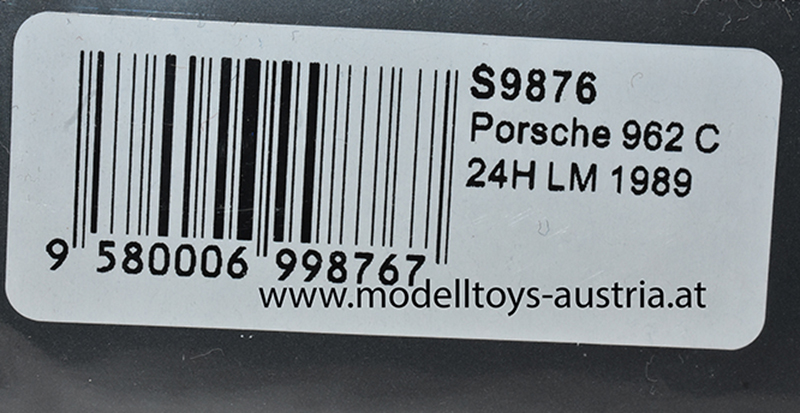 S9876
Porsche 962 C
24H LM 1989
9 580006 998767
www.modelltoys-austria.at